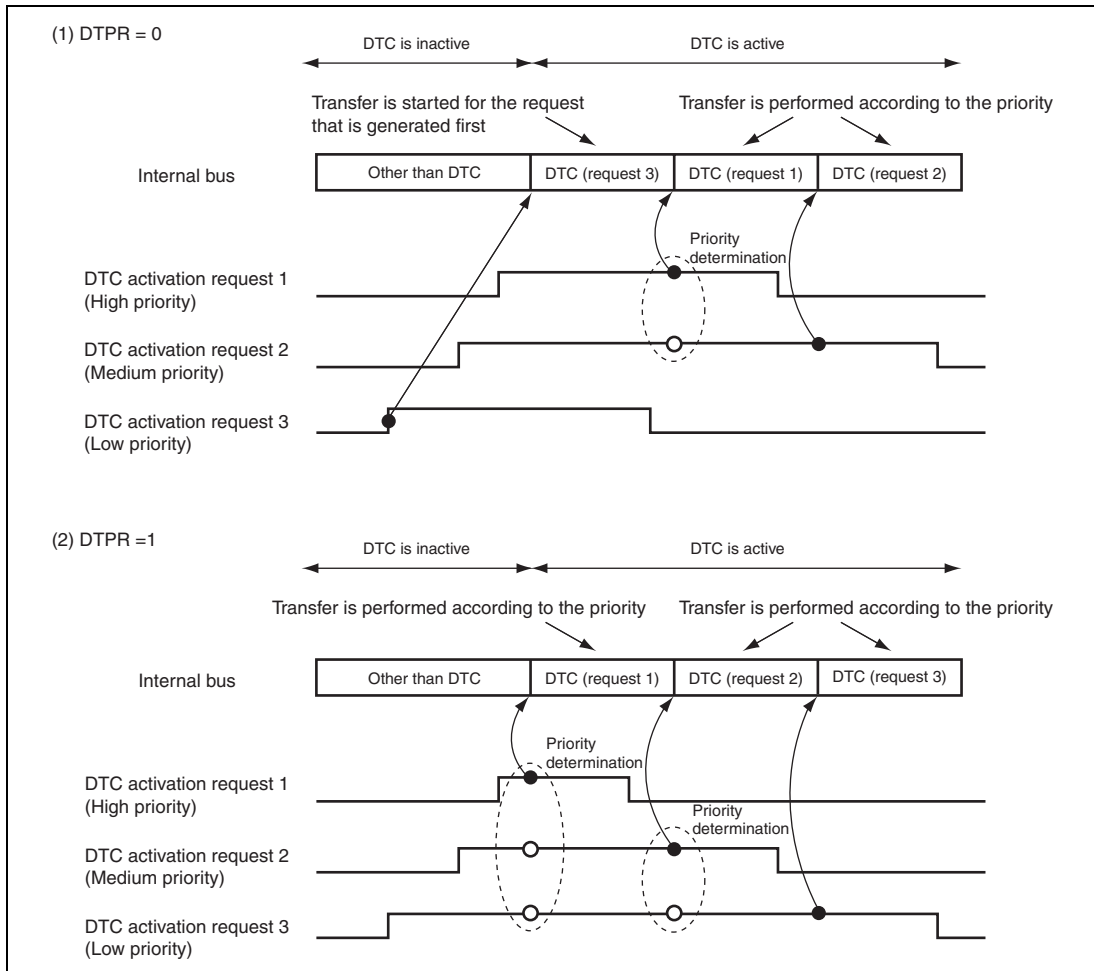 (1) DTPR = 0
DTC is inactive
DTC is active
Transfer is started for the request
that is generated first
Transfer is performed according to the priority
Internal bus
Other than DTC
DTC (request 3)
DTC (request 1)
DTC (request 2)
Priority
determination
DTC activation request 1
(High priority)
DTC activation request 2
(Medium priority)
DTC activation request 3
(Low priority)
(2) DTPR =1
DTC is inactive
DTC is active
Transfer is performed according to the priority
Transfer is performed according to the priority
Internal bus
Other than DTC
DTC (request 1)
DTC (request 2)
DTC (request 3)
Priority
determination
DTC activation request 1
(High priority)
Priority
determination
DTC activation request 2
(Medium priority)
DTC activation request 3
(Low priority)